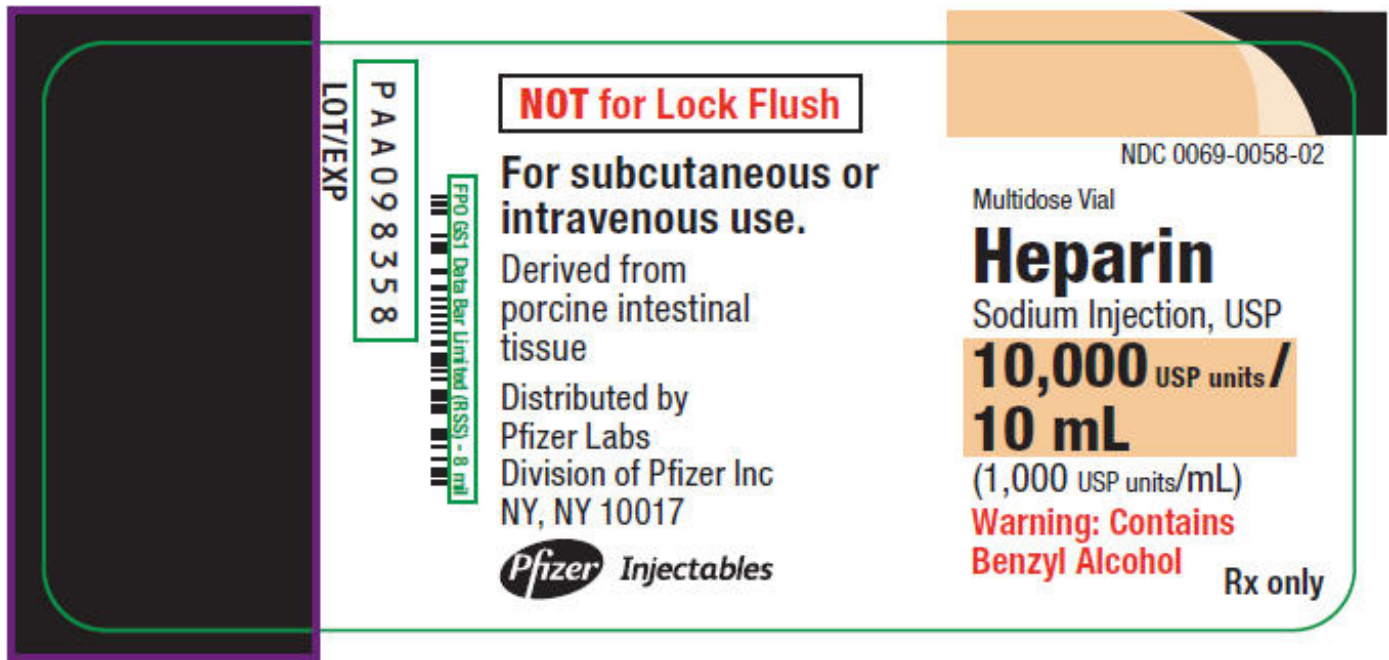 LOT/EXP
PAA098358
FPO GS1 Data Bar Limited (RSS) - 8 mil
NOT for Lock Flush
For subcutaneous or
intravenous use.
Derived from
porcine intestinal
tissue
Distributed by
Pfizer Labs
Division of Pfizer Inc
NY, NY 10017
Pfizer Injectables
NDC 0069-0058-02
Multidose Vial
Heparin
Sodium Injection, USP
10,000 USP units/
10 mL
(1,000 USP units/mL)
Warning: Contains
Benzyl Alcohol
Rx only